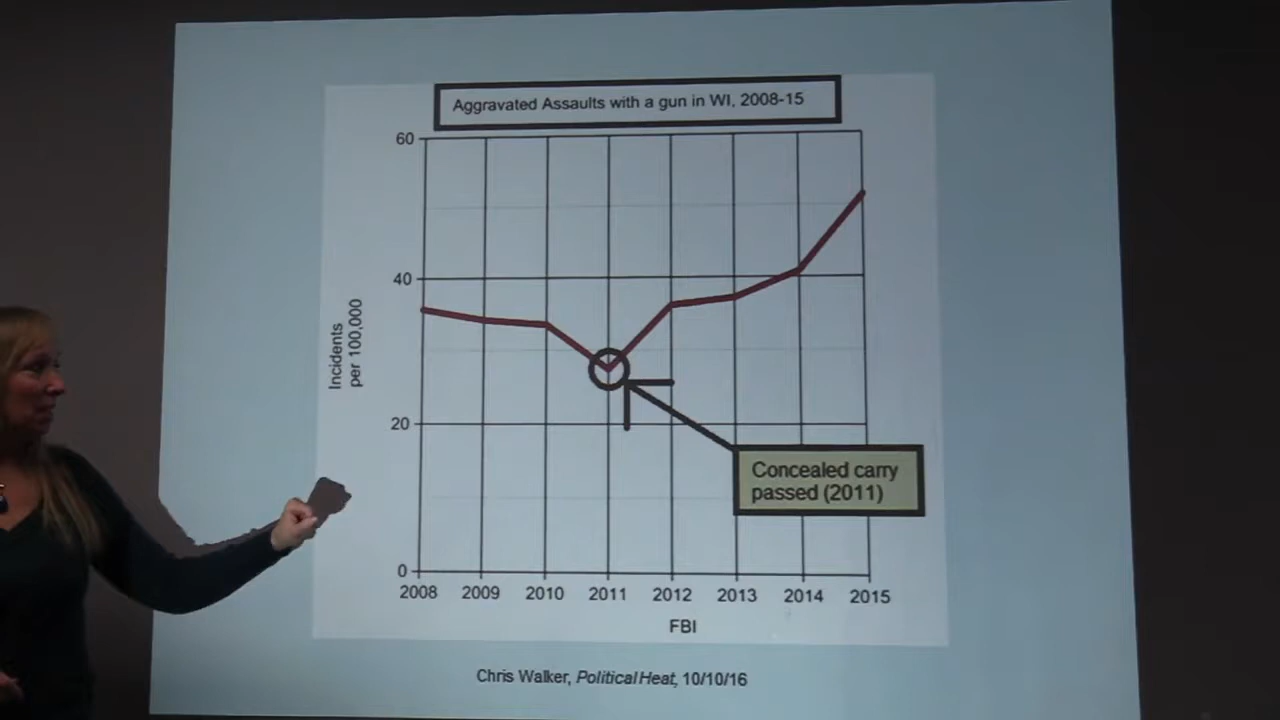 Aggravated Assaults with a gun in WI, 2008-15
60
40
20
0
Incidents
per 100,000
Concealed carry
passed (2011)
2008 2009 2010 2011 2012 2013 2014 2015
FBI
Chris Walker, Political Heat, 10/10/16